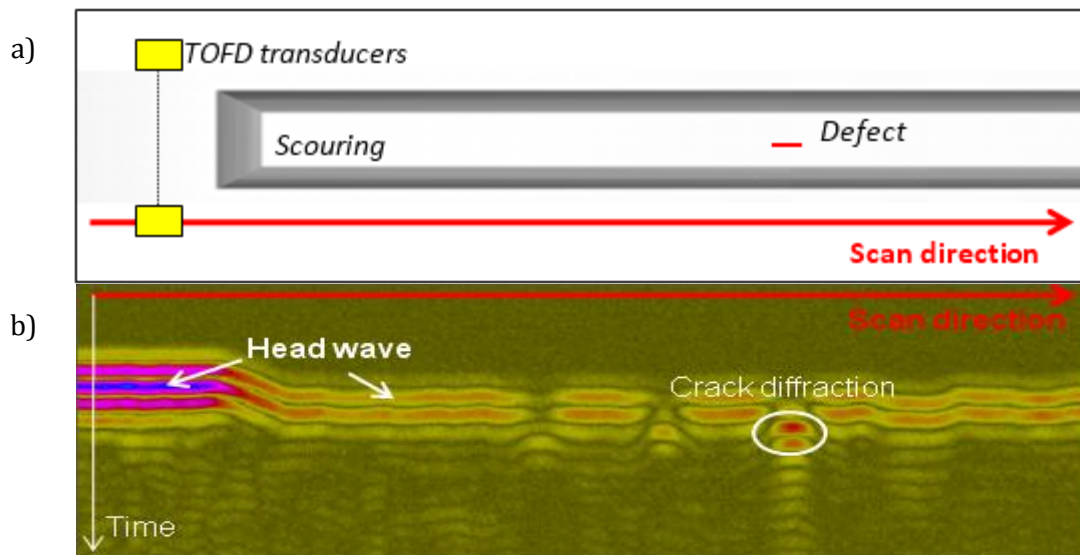 a)
TOFD transducers
Scouring
Defect
Scan direction
b)
Scan direction
Head wave
Crack diffraction
Time